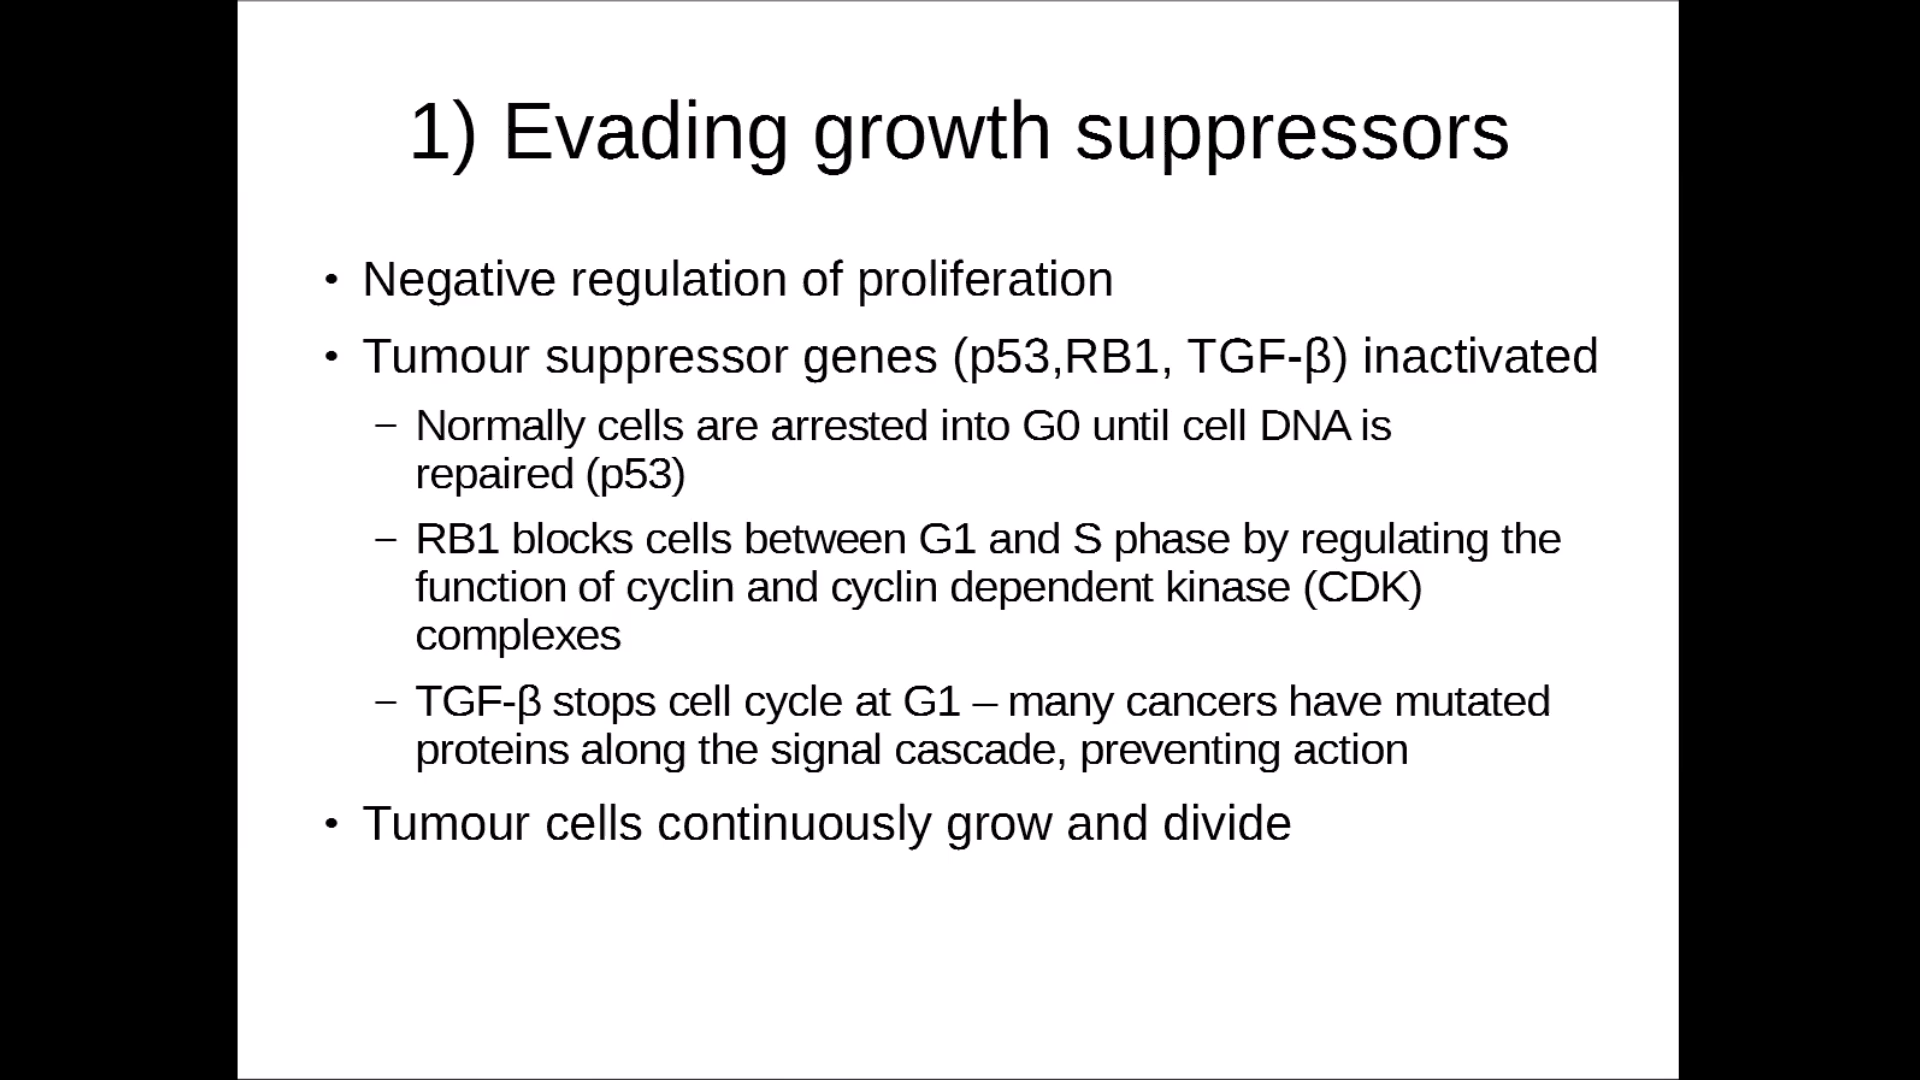 1) Evading growth suppressors
• Negative regulation of proliferation
• Tumour suppressor genes (p53,RB1, TGF-β) inactivated
– Normally cells are arrested into G0 until cell DNA is
repaired (p53)
– RB1 blocks cells between G1 and S phase by regulating the
function of cyclin and cyclin dependent kinase (CDK)
complexes
– TGF-β stops cell cycle at G1 – many cancers have mutated
proteins along the signal cascade, preventing action
• Tumour cells continuously grow and divide